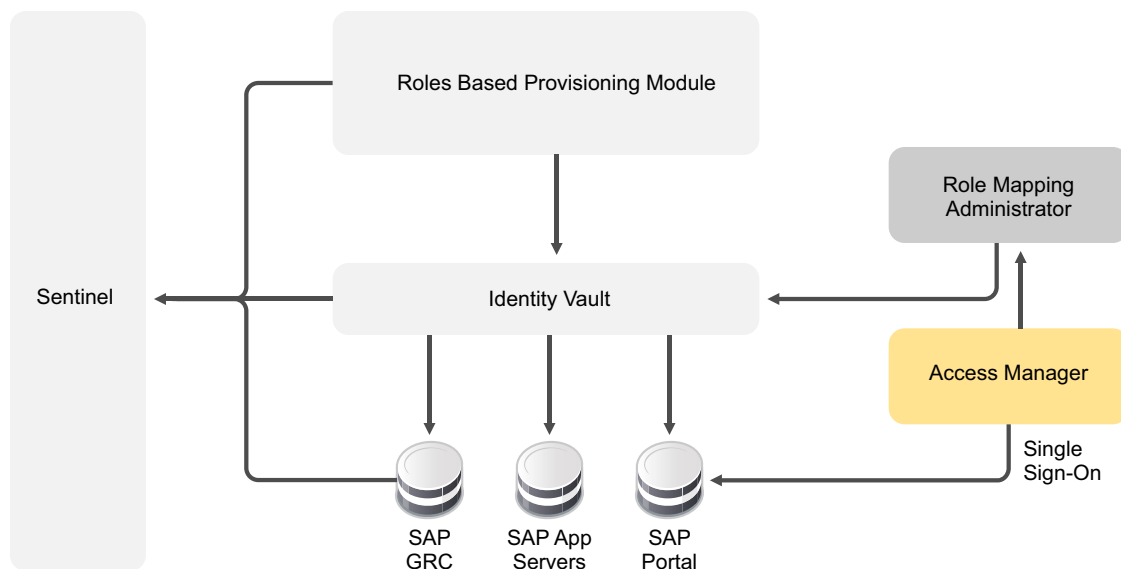 Roles Based Provisioning Module
Role Mapping
Administrator
Sentinel
Identity Vault
Access Manager
Single
Sign-On
SAP
GRC
SAP App
Servers
SAP
Portal